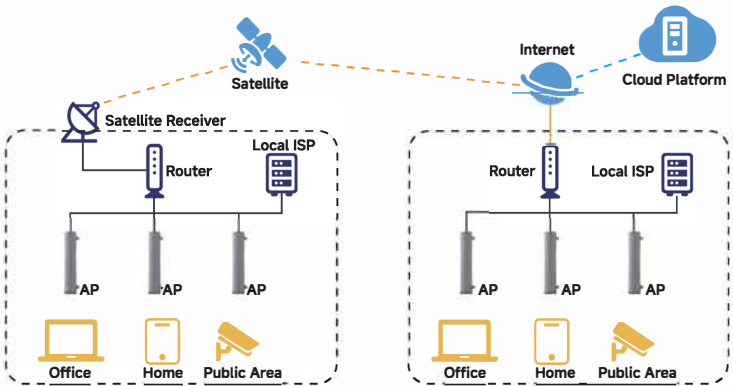 Internet
Satellite
Cloud Platform
Satellite Receiver
Local ISP
Router
Router
Local ISP
AP
AP
AP
AP
AP
AP
Office
Home
Public Area
Office
Home
Public Area